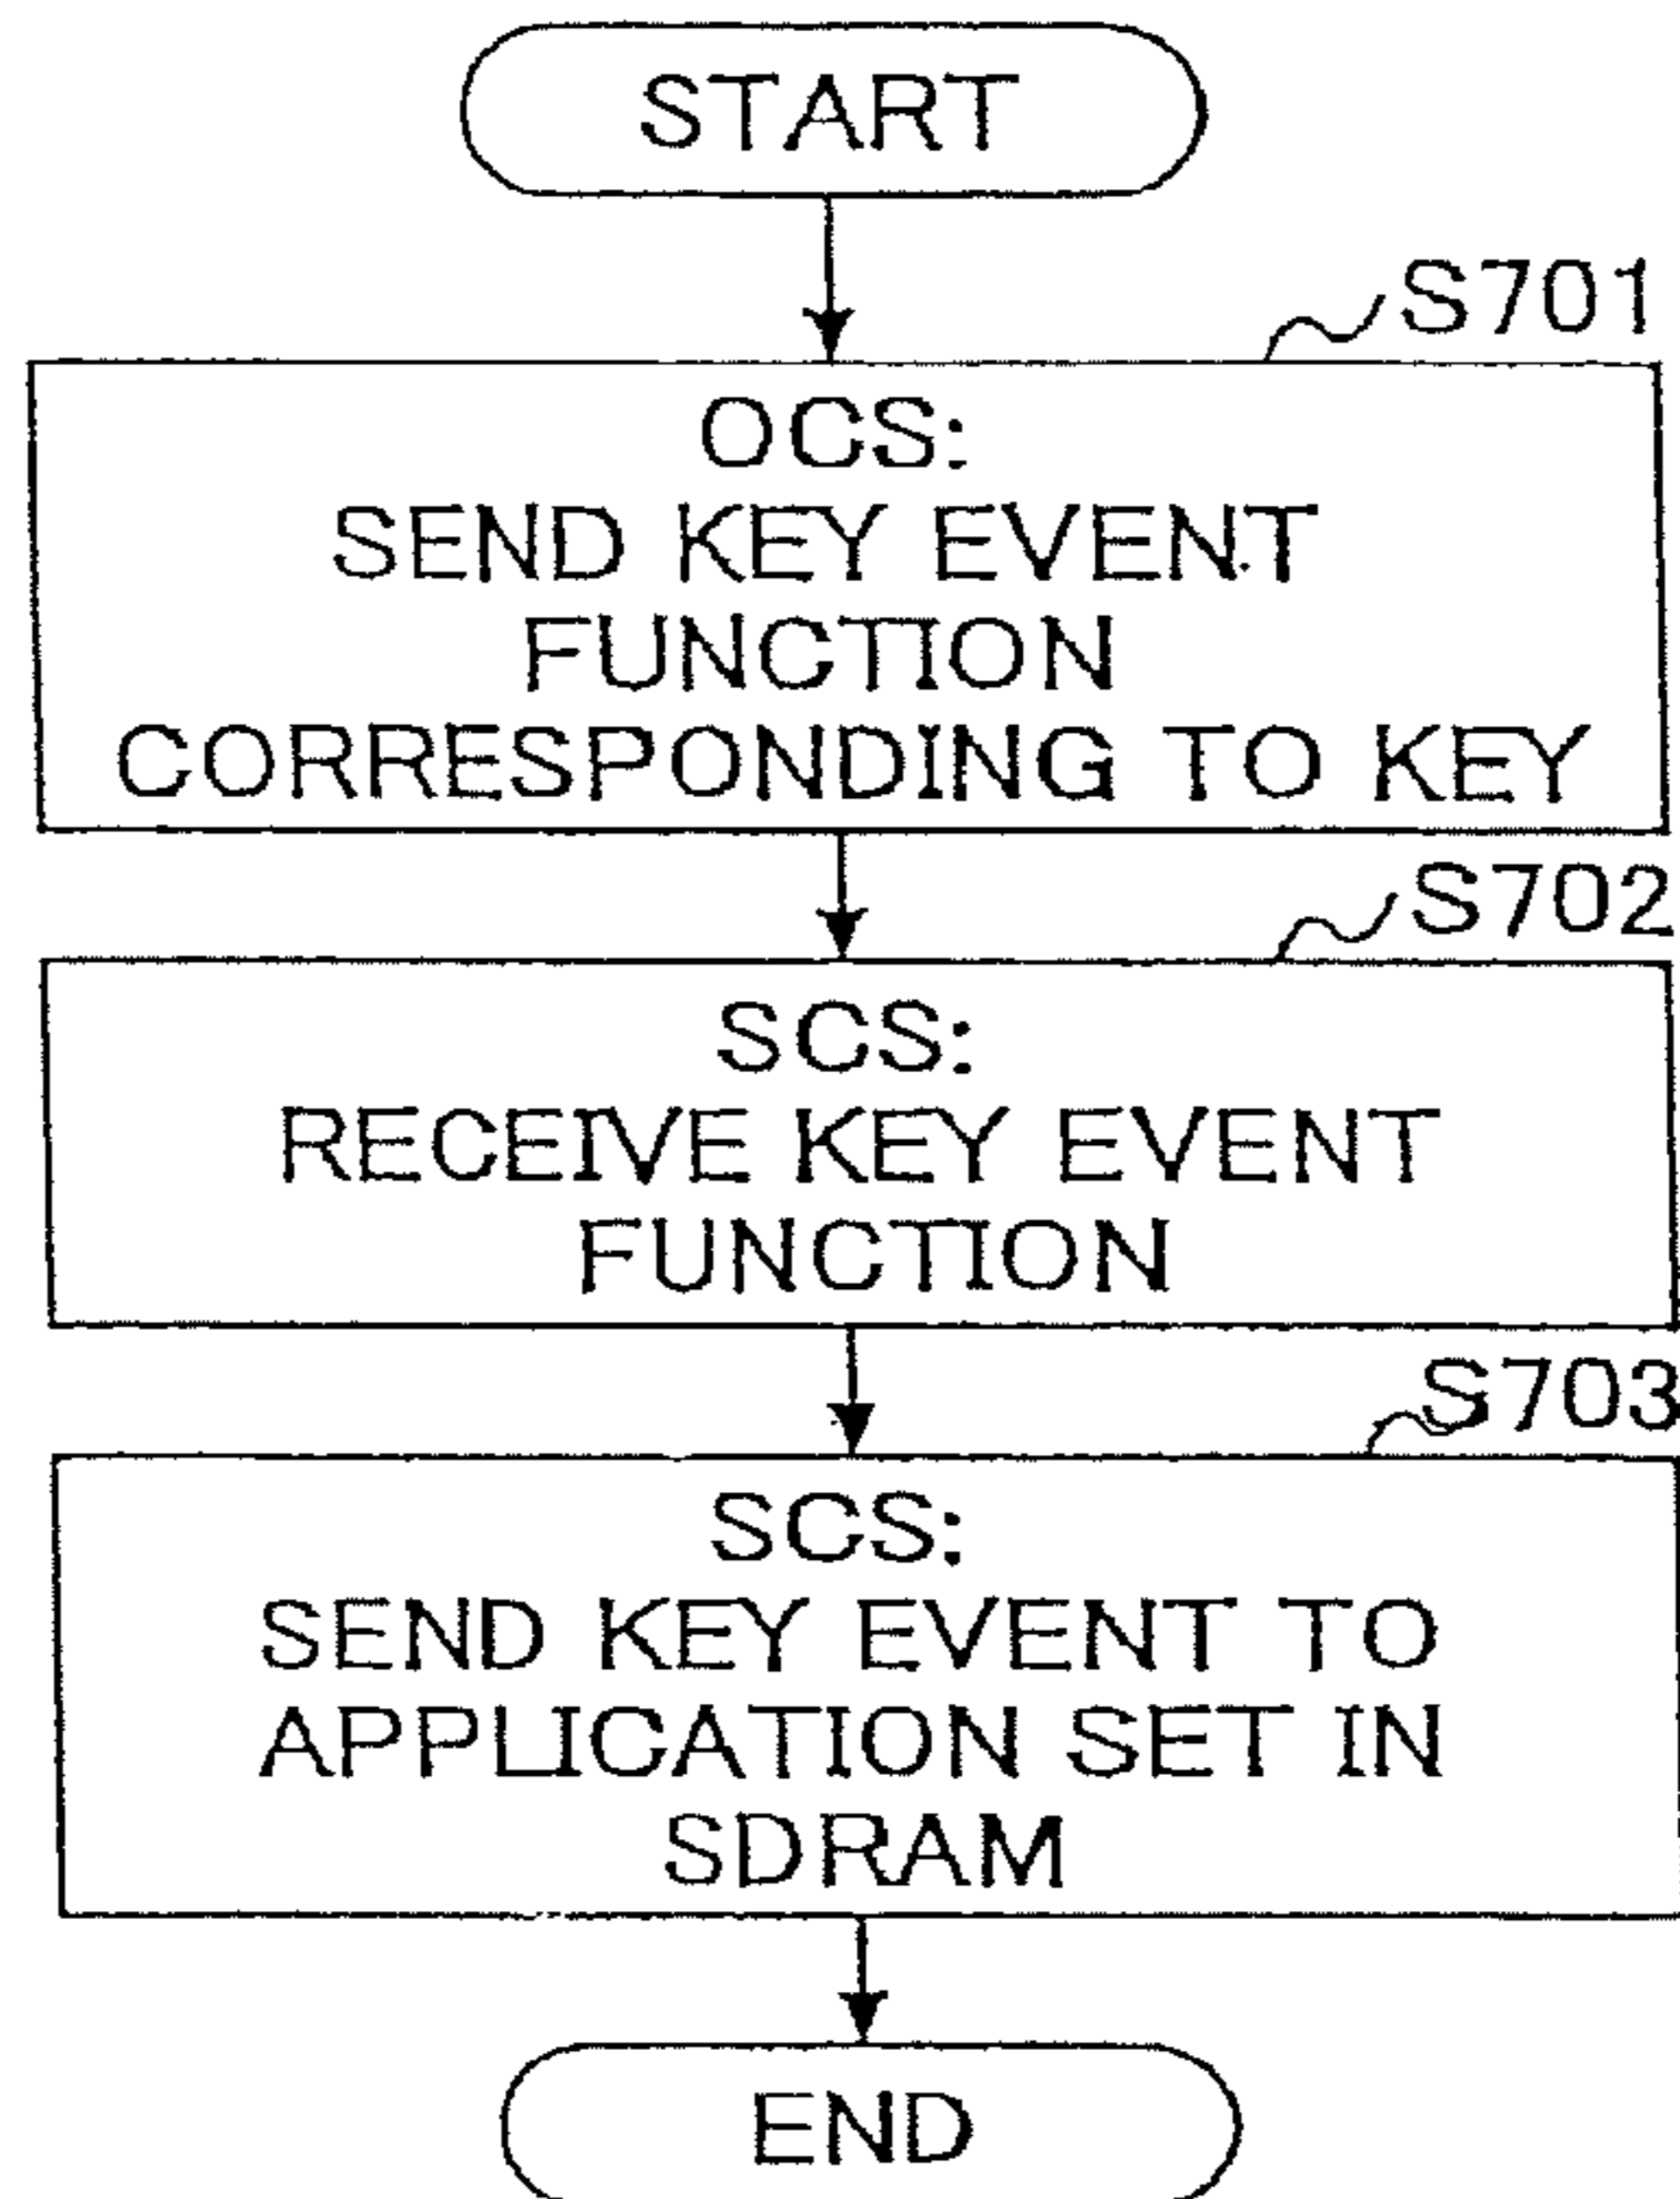 START
S701
OCS:
SEND KEY EVENT
FUNCTION
CORRESPONDING TO KEY
S702
SCS:
RECEIVE KEY EVENT
FUNCTION
S703
SCS:
SEND KEY EVENT TO
APPLICATION SET IN
SDRAM
END